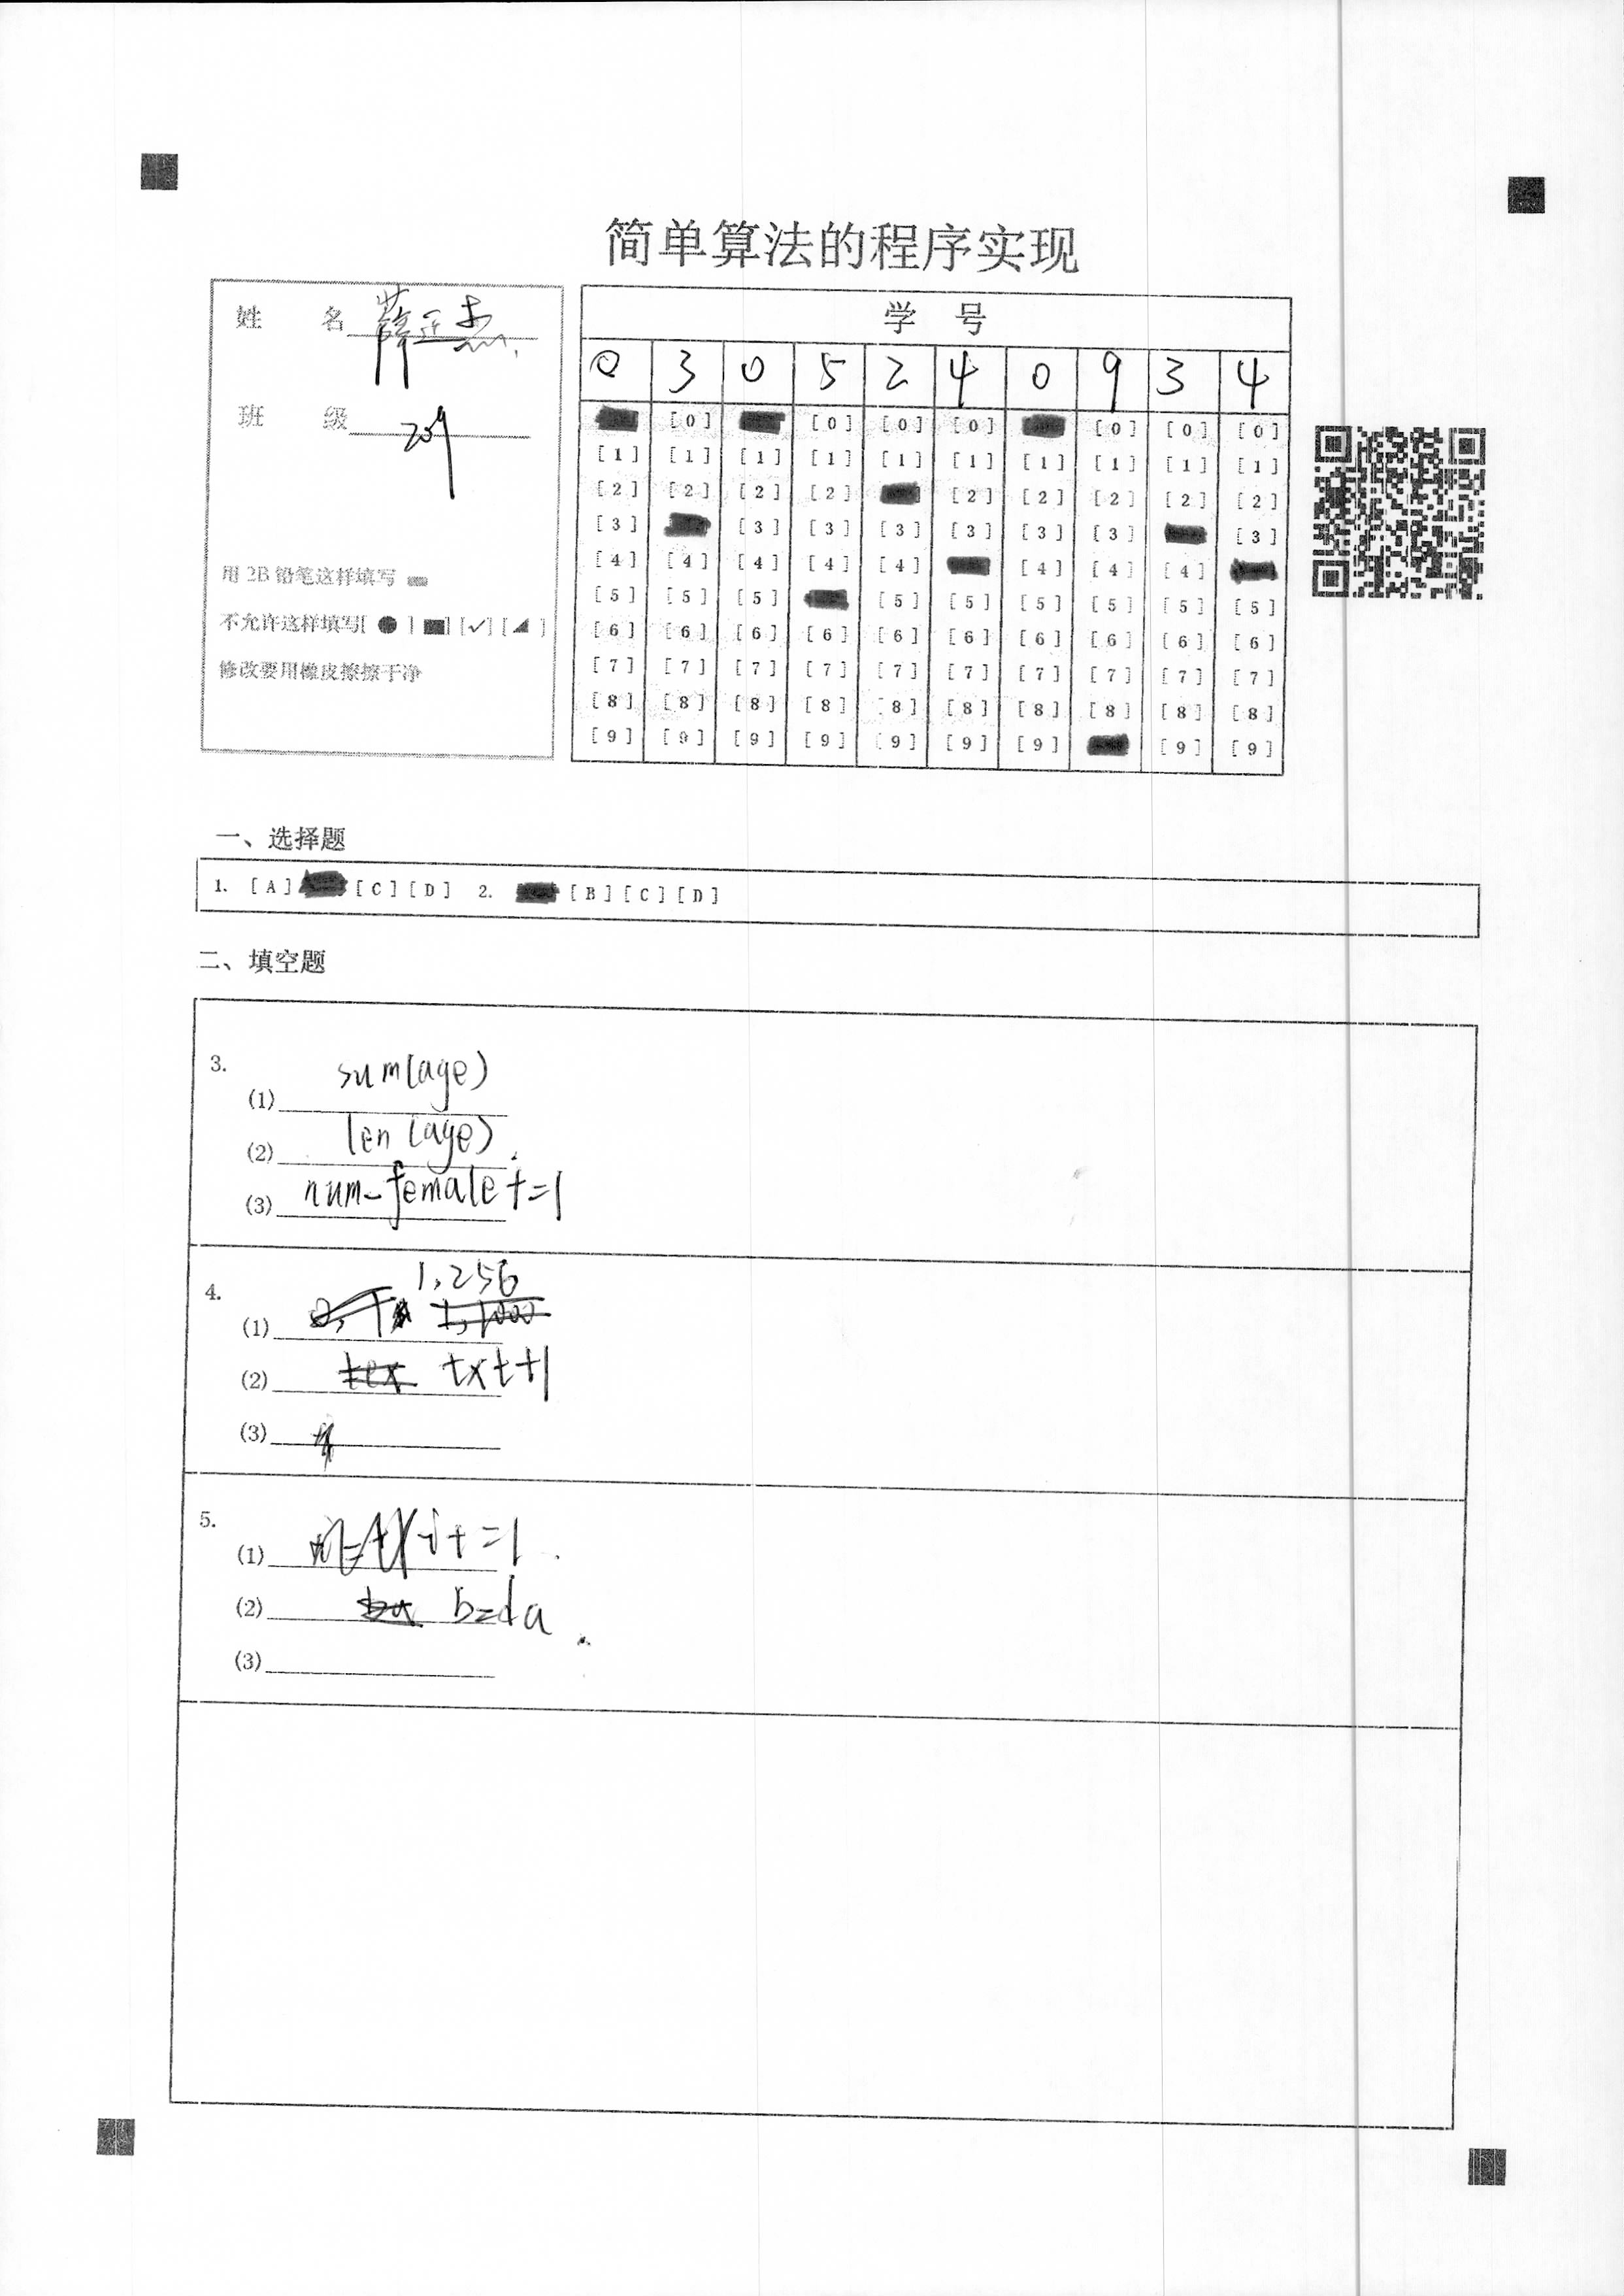 简单算法的程序实现
姓 名 薛正杰
班 级 209
用 2B 铅笔这样填写
不允许这样填写[ ● ] [■] [✓] [◢ ]
修改要用橡皮擦擦干净
学 号
0 3 0 5 2 4 0 9 3 4
[0] [0] [0] [0] [0] [0] [0]
[1] [1] [1] [1] [1] [1] [1] [1] [1] [1]
[2] [2] [2] [2] [2] [2] [2] [2] [2]
[3] [3] [3] [3] [3] [3] [3] [3]
[4] [4] [4] [4] [4] [4] [4] [4]
[5] [5] [5] [5] [5] [5] [5] [5] [5]
[6] [6] [6] [6] [6] [6] [6] [6] [6] [6]
[7] [7] [7] [7] [7] [7] [7] [7] [7] [7]
[8] [8] [8] [8] [8] [8] [8] [8] [8] [8]
[9] [9] [9] [9] [9] [9] [9] [9] [9]
一、选择题
1. [A] [C] [D] 2. [B] [C] [D]
二、填空题
3.
(1) sum(age)
(2) len(age)
(3) num_female+=1
4.
(1) 1,256
(2) txt+1
(3)
5.
(1) i+=1
(2) b=da
(3)